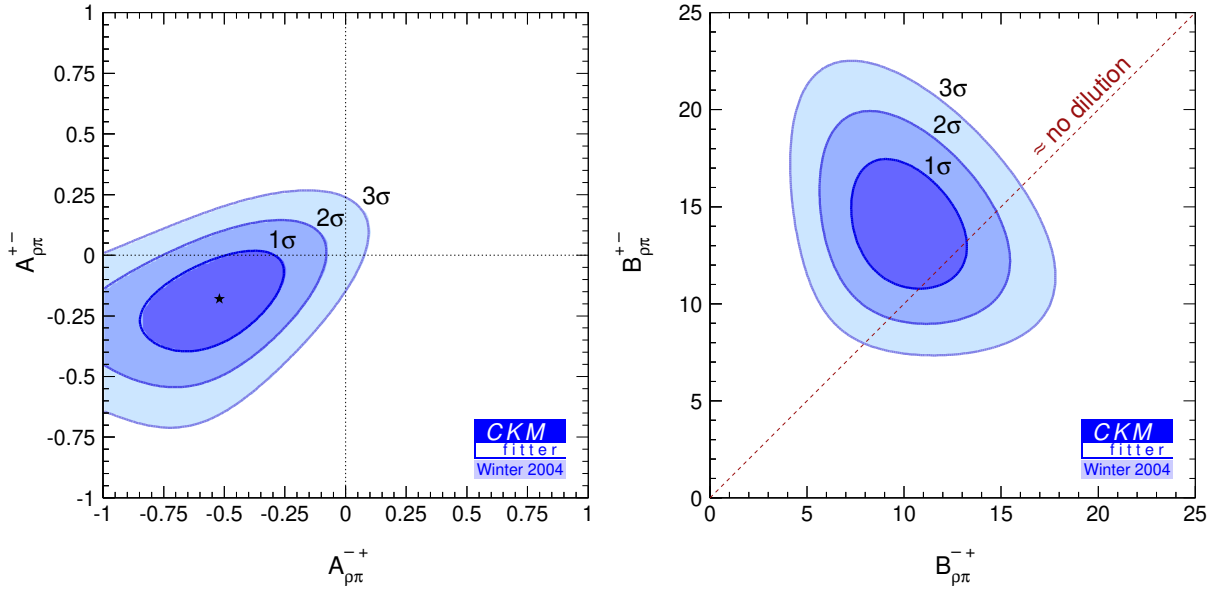 1
0.75
0.5
0.25
0
-0.25
-0.5
-0.75
-1
-1 -0.75 -0.5 -0.25 0 0.25 0.5 0.75 1
A ρπ +−
A ρπ −+
1σ
2σ
3σ
CKM
fitter
Winter 2004
25
20
15
10
5
0
0 5 10 15 20 25
B ρπ +−
B ρπ −+
3σ
2σ
1σ
≈ no dilution
CKM
fitter
Winter 2004